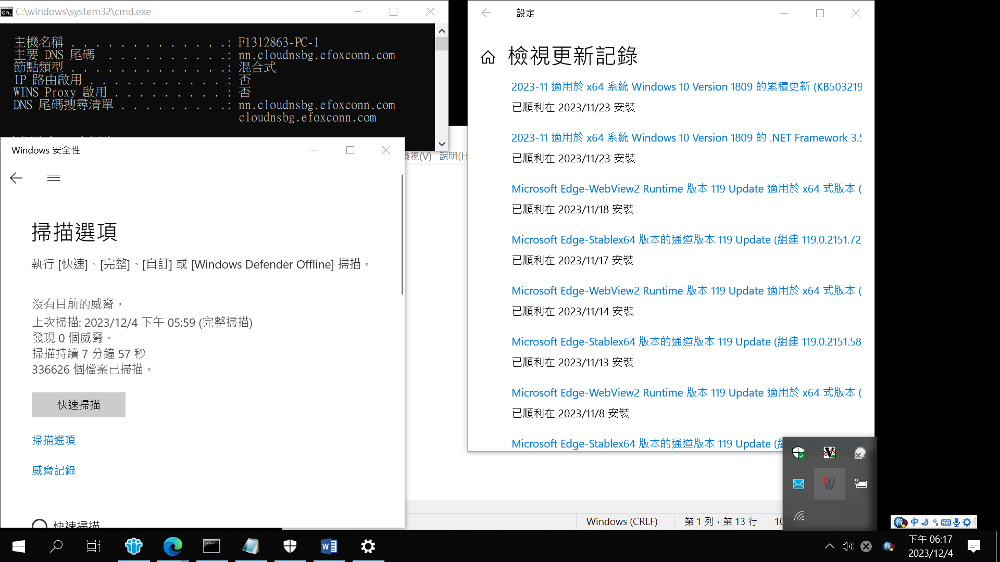 C:\windows\system32\cmd.exe
主機名稱 . . . . . . . . . . . . .: F1312863-PC-1
主要 DNS 尾碼 . . . . . . . . . .: nn.cloudnsbg.efoxconn.com
節點類型 . . . . . . . . . . . . .: 混合式
IP 路由啟用 . . . . . . . . . . . : 否
WINS Proxy 啟用 . . . . . . . . . : 否
DNS 尾碼搜尋清單 . . . . . . . . .: nn.cloudnsbg.efoxconn.com
cloudnsbg.efoxconn.com
Windows 安全性
掃描選項
執行 [快速]、[完整]、[自訂] 或 [Windows Defender Offline] 掃描。
沒有目前的威脅。
上次掃描: 2023/12/4 下午 05:59 (完整掃描)
發現 0 個威脅。
掃描持續 7 分鐘 57 秒
336626 個檔案已掃描。
快速掃描
掃描選項
威脅記錄
快速掃描
檢視(V) 說明(H
設定
檢視更新記錄
2023-11 適用於 x64 系統 Windows 10 Version 1809 的累積更新 (KB503219
已順利在 2023/11/23 安裝
2023-11 適用於 x64 系統 Windows 10 Version 1809 的 .NET Framework 3.5
已順利在 2023/11/23 安裝
Microsoft Edge-WebView2 Runtime 版本 119 Update 適用於 x64 式版本 (
已順利在 2023/11/18 安裝
Microsoft Edge-Stablex64 版本的通道版本 119 Update (組建 119.0.2151.72)
已順利在 2023/11/17 安裝
Microsoft Edge-WebView2 Runtime 版本 119 Update 適用於 x64 式版本 (
已順利在 2023/11/14 安裝
Microsoft Edge-Stablex64 版本的通道版本 119 Update (組建 119.0.2151.58)
已順利在 2023/11/13 安裝
Microsoft Edge-WebView2 Runtime 版本 119 Update 適用於 x64 式版本 (
已順利在 2023/11/8 安裝
Microsoft Edge-Stablex64 版本的通道版本 119 Update (組
Windows (CRLF) 第 1 列，第 13 行 10
中
下午 06:17
2023/12/4